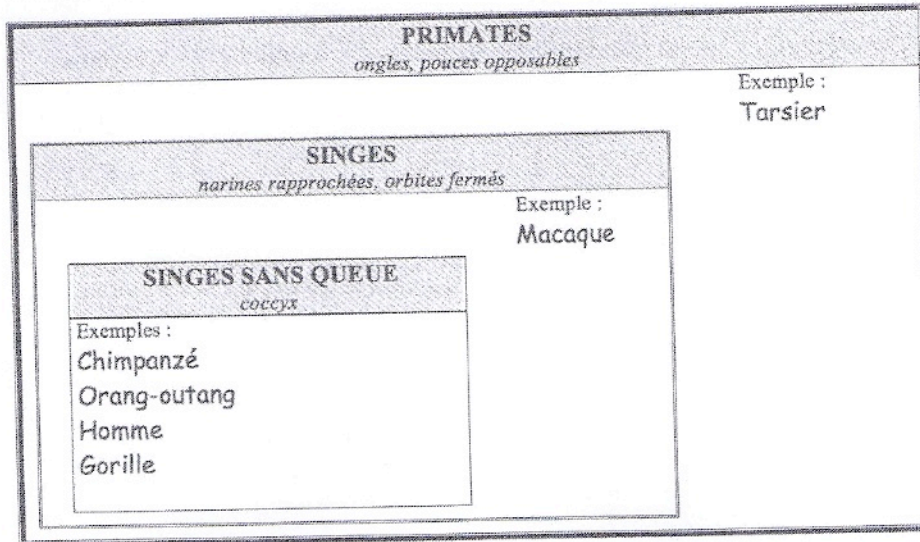 PRIMATES
ongles, pouces opposables
Exemple :
Tarsier
SINGES
narines rapprochées, orbites fermés
Exemple :
Macaque
SINGES SANS QUEUE
coccyx
Exemples :
Chimpanzé
Orang-outang
Homme
Gorille